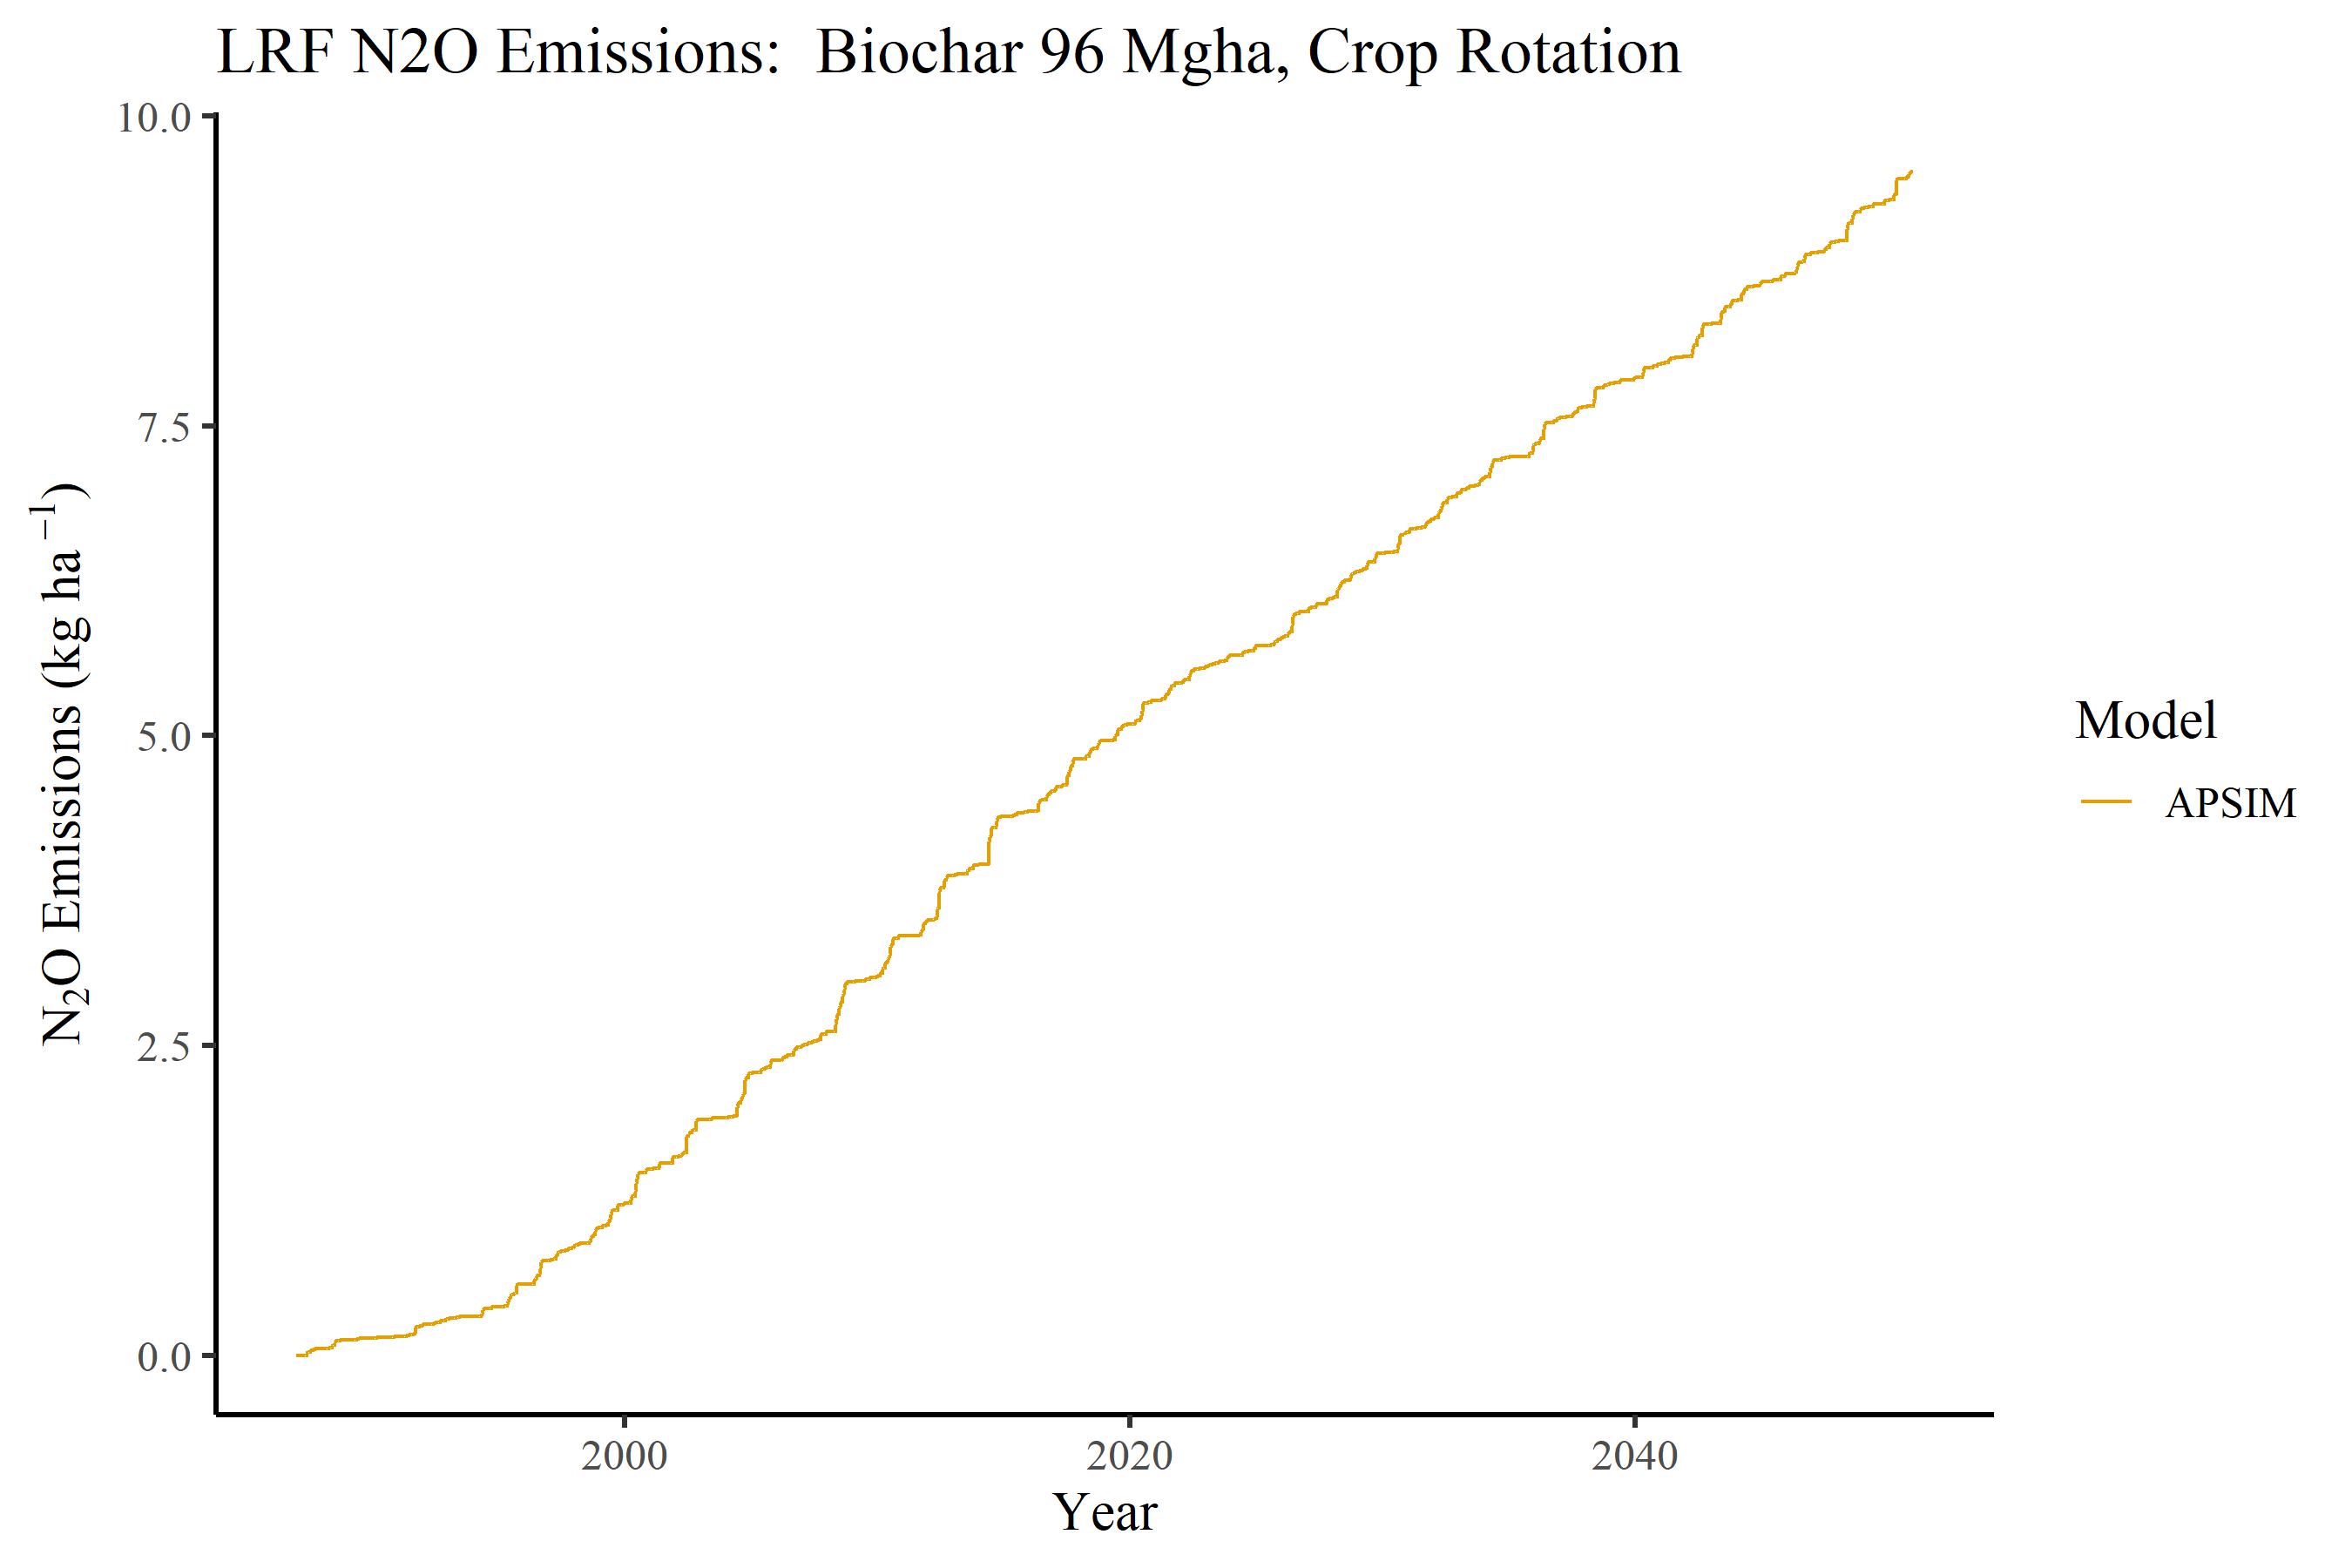 LRF N2O Emissions:  Biochar 96 Mgha, Crop Rotation
10.0
7.5
5.0
2.5
0.0
N₂O Emissions (kg ha⁻¹)
2000
2020
2040
Year
Model
APSIM